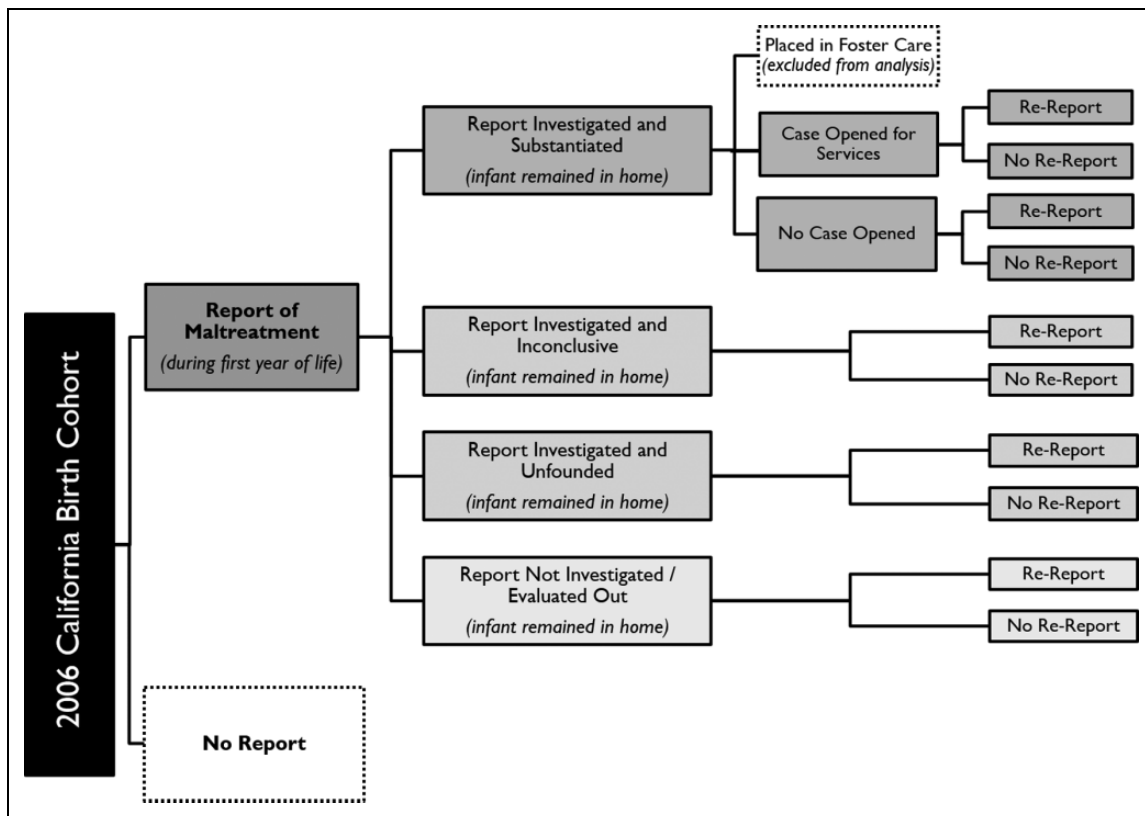 2006 California Birth Cohort
Report of
Maltreatment
(during first year of life)
No Report
Report Investigated and
Substantiated
(infant remained in home)
Placed in Foster Care
(excluded from analysis)
Case Opened for
Services
Re-Report
No Re-Report
No Case Opened
Re-Report
No Re-Report
Report Investigated and
Inconclusive
(infant remained in home)
Re-Report
No Re-Report
Report Investigated and
Unfounded
(infant remained in home)
Re-Report
No Re-Report
Report Not Investigated /
Evaluated Out
(infant remained in home)
Re-Report
No Re-Report